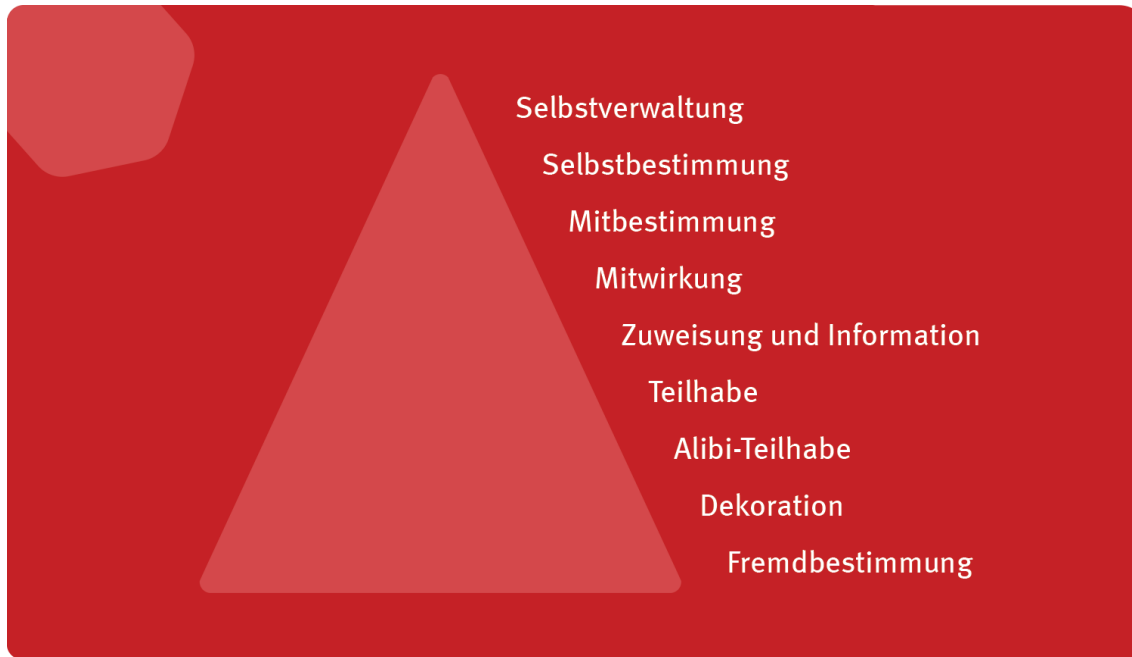 Selbstverwaltung
Selbstbestimmung
Mitbestimmung
Mitwirkung
Zuweisung und Information
Teilhabe
Alibi-Teilhabe
Dekoration
Fremdbestimmung